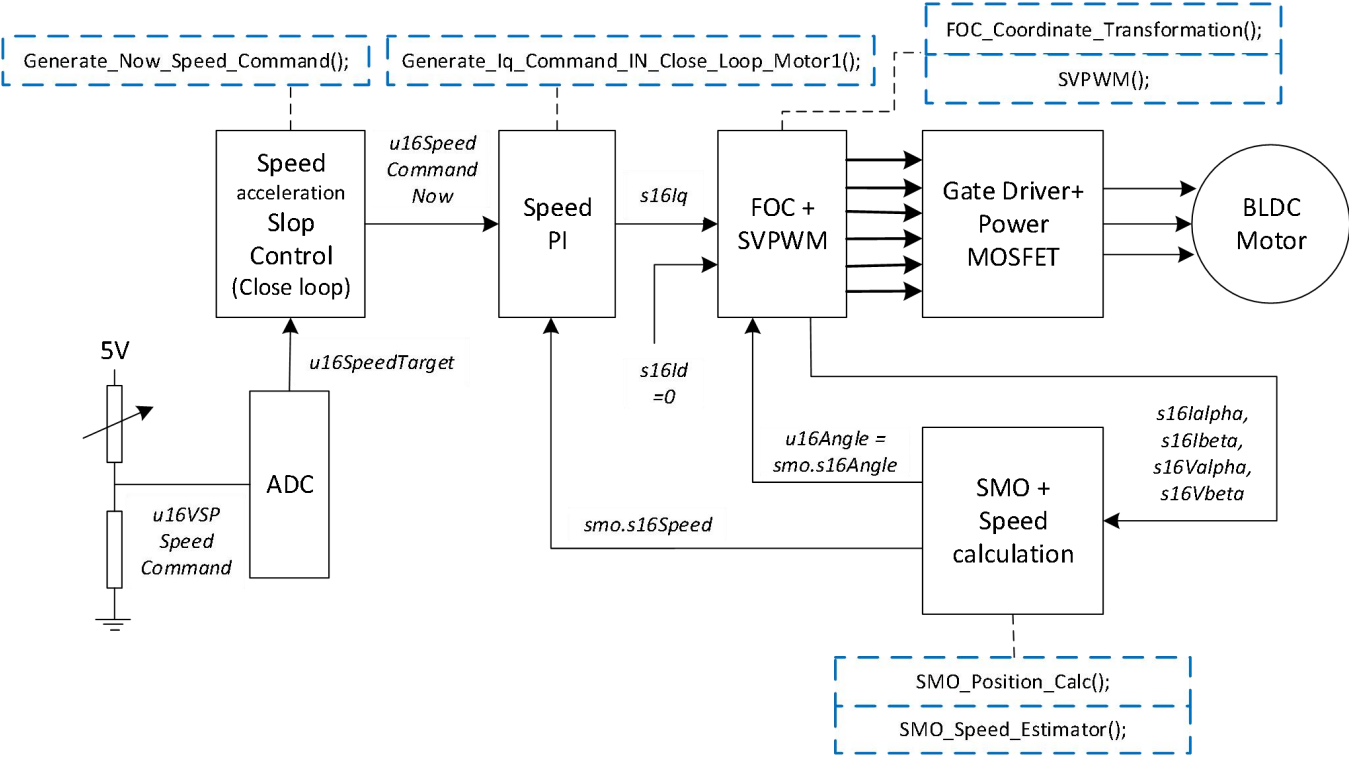 Generate_Now_Speed_Command();
Generate_Iq_Command_IN_Close_Loop_Motor1();
FOC_Coordinate_Transformation();
SVPWM();
Speed
acceleration
Slop
Control
(Close loop)
u16Speed
Command
Now
Speed
PI
s16Iq
FOC +
SVPWM
Gate Driver+
Power
MOSFET
BLDC
Motor
5V
u16SpeedTarget
s16Id
=0
ADC
u16VSP
Speed
Command
u16Angle =
smo.s16Angle
smo.s16Speed
SMO +
Speed
calculation
s16Ialpha,
s16Ibeta,
s16Valpha,
s16Vbeta
SMO_Position_Calc();
SMO_Speed_Estimator();